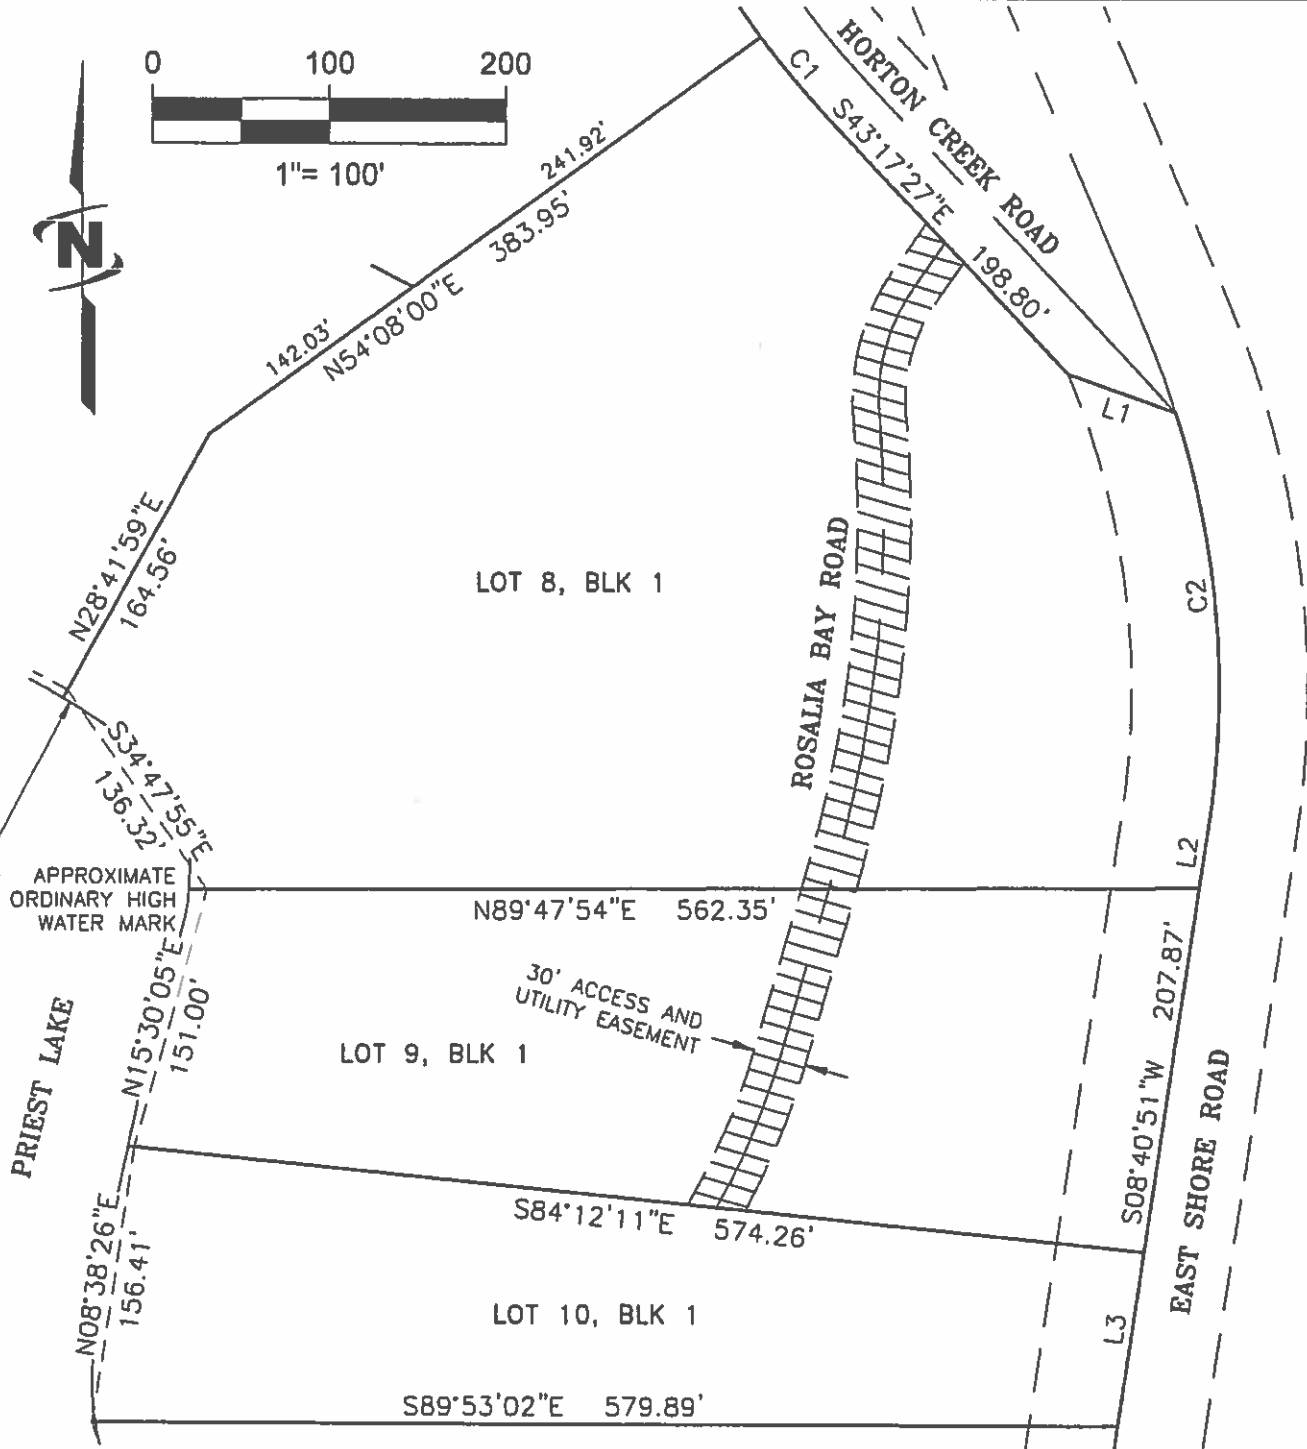 0 100 200
1"= 100'
N
HORTON CREEK ROAD
C1
S43°17'27"E 198.80'
241.92'
383.95'
142.03'
N54°08'00"E
L1
N28°41'59"E
164.56'
LOT 8, BLK 1
ROSALIA BAY ROAD
C2
S34°47'55"E
136.32'
L2
APPROXIMATE
ORDINARY HIGH
WATER MARK
N89°47'54"E 562.35'
207.87'
S08°40'51"W
30' ACCESS AND
UTILITY EASEMENT
N15°30'05"E
151.00'
PRIEST LAKE
LOT 9, BLK 1
EAST SHORE ROAD
S84°12'11"E 574.26'
N08°38'26"E
156.41'
LOT 10, BLK 1
L3
S89°53'02"E 579.89'